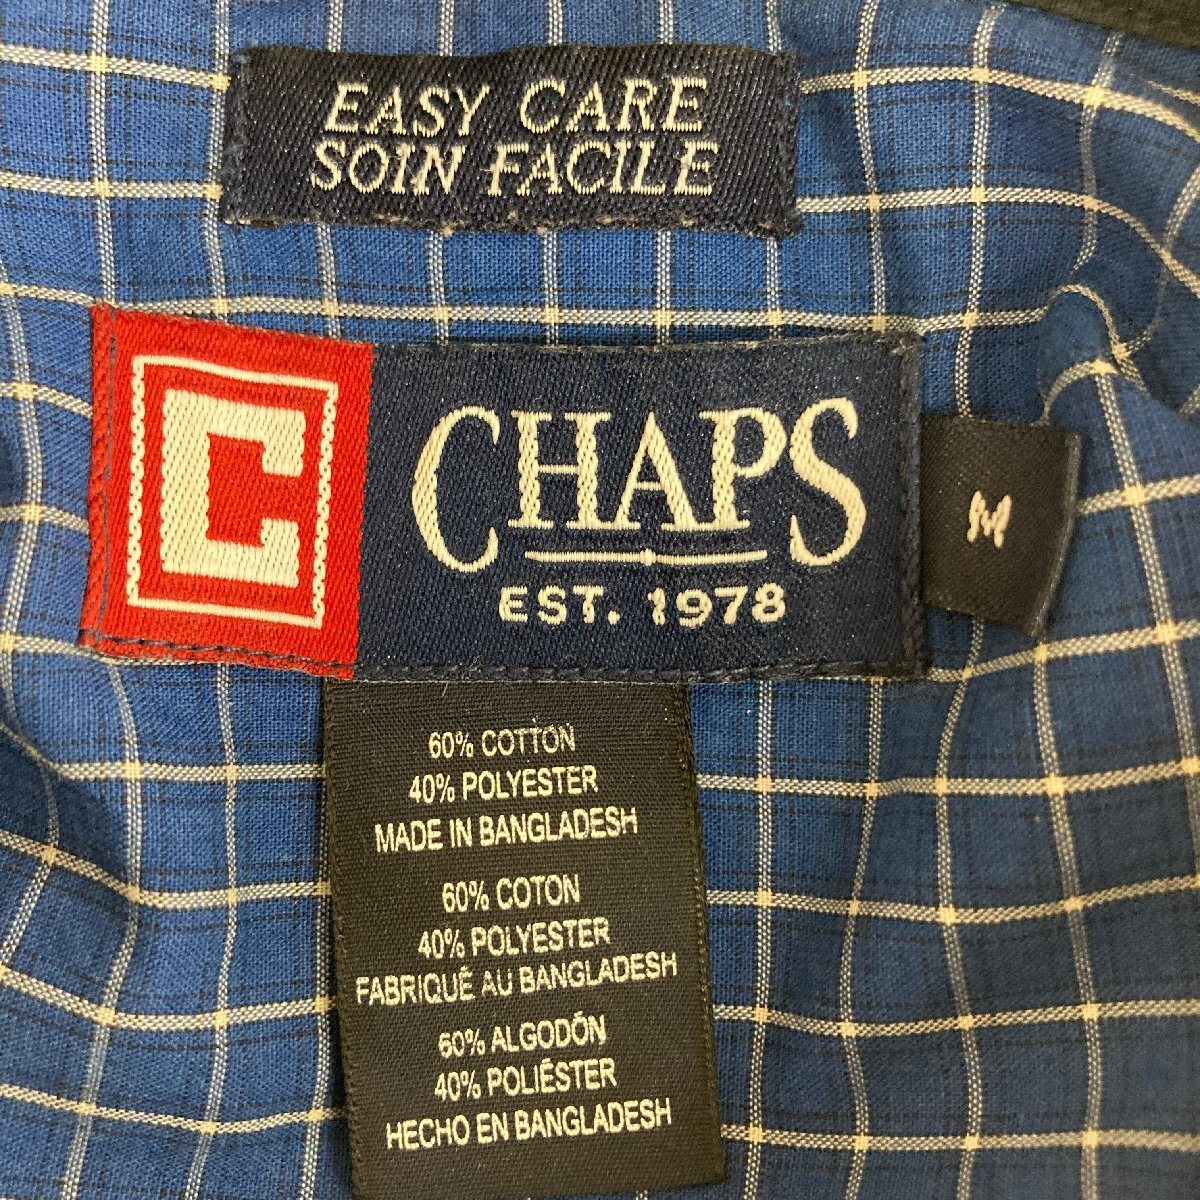 EASY CARE
SOIN FACILE
C
CHAPS
EST. 1978
M
60% COTTON
40% POLYESTER
MADE IN BANGLADESH
60% COTON
40% POLYESTER
FABRIQUÉ AU BANGLADESH
60% ALGODÓN
40% POLIÉSTER
HECHO EN BANGLADESH